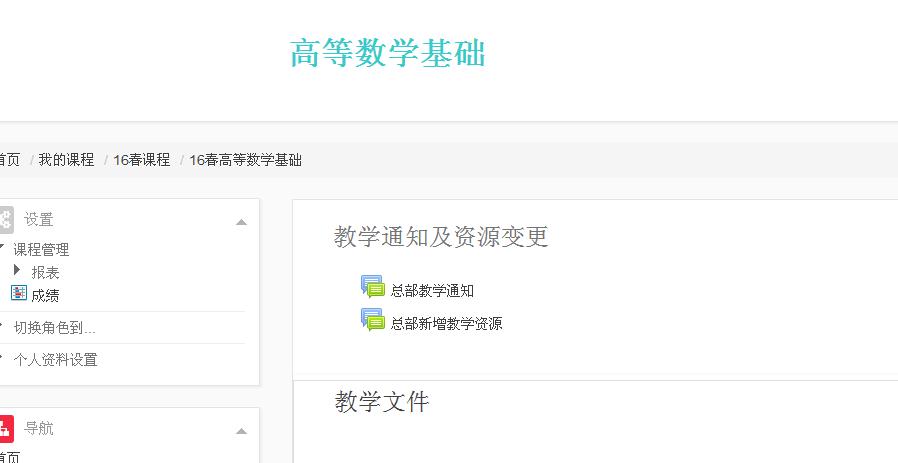 高等数学基础
首页 / 我的课程 / 16春课程 / 16春高等数学基础
设置
课程管理
报表
成绩
切换角色到...
个人资料设置
导航
首页
教学通知及资源变更
总部教学通知
总部新增教学资源
教学文件